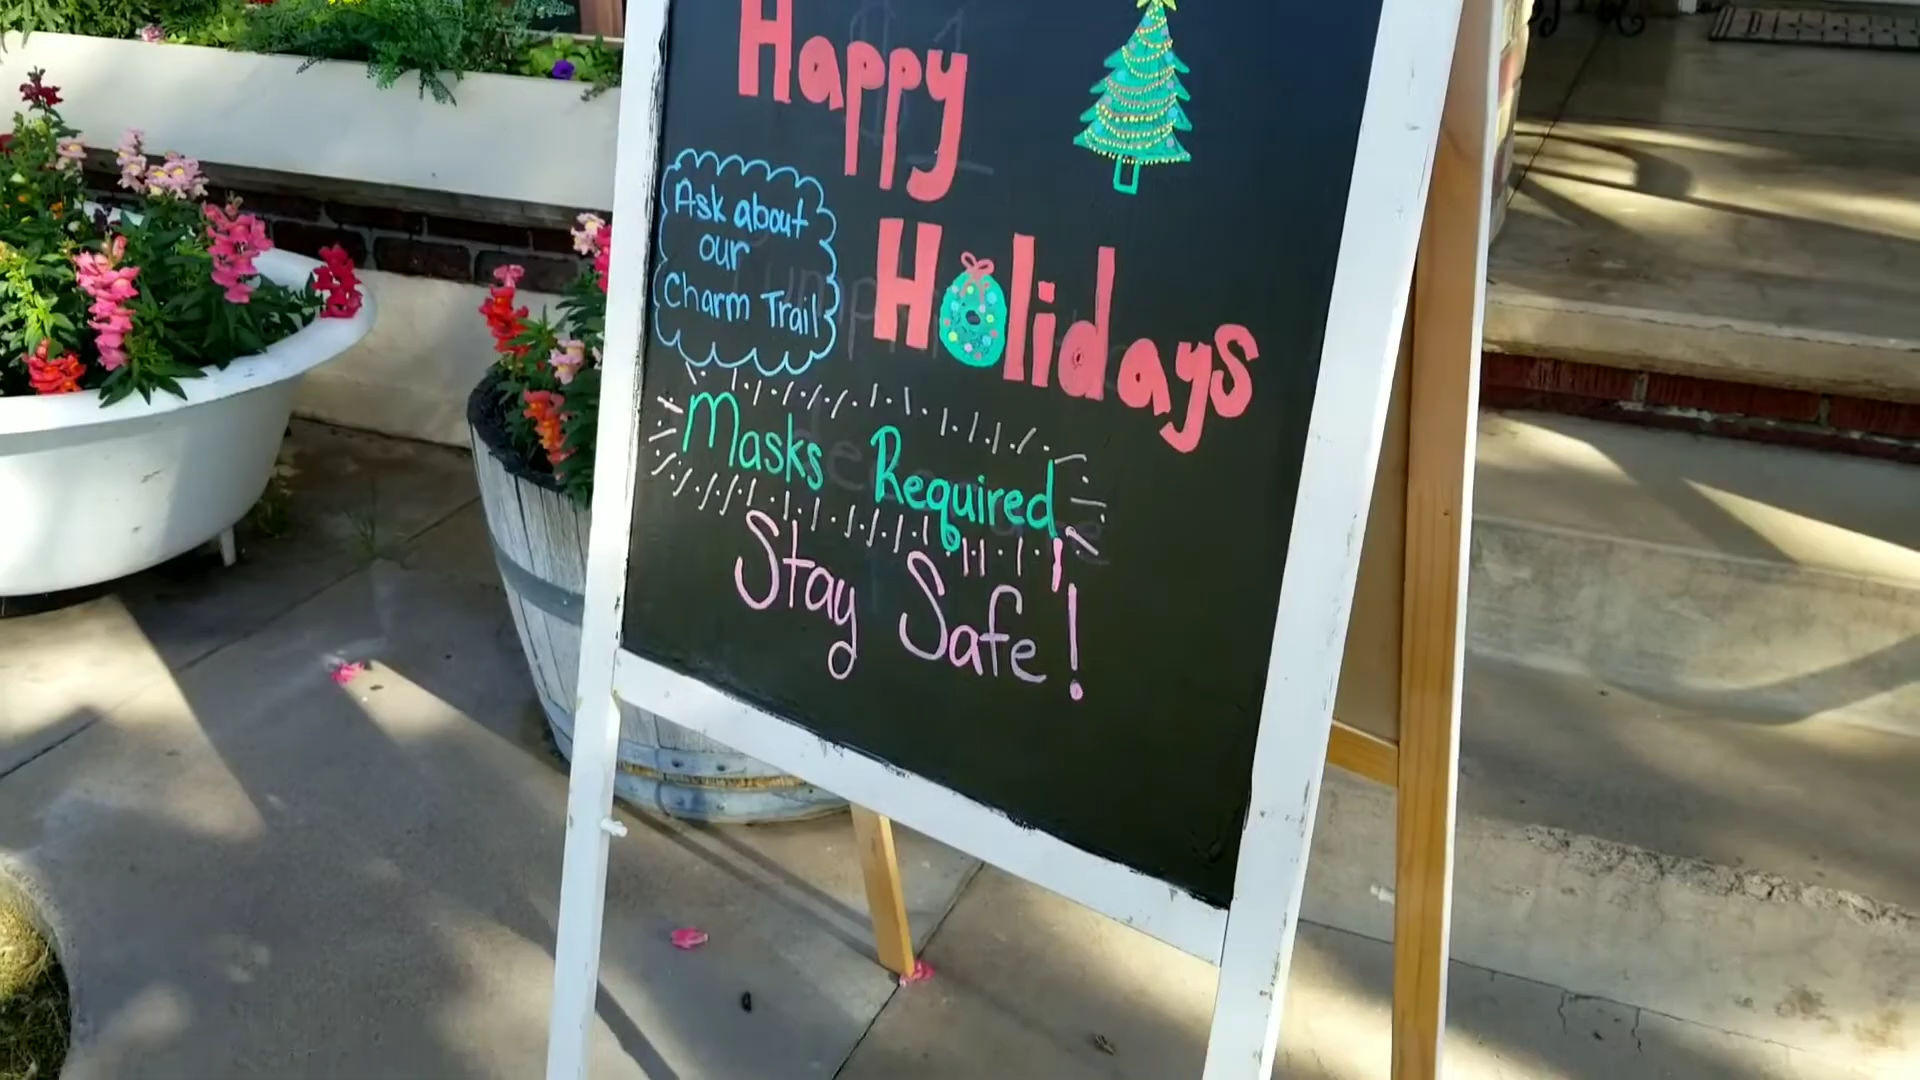 Happy
Holidays
Ask about
our
Charm Trail
Masks Required!
Stay Safe!